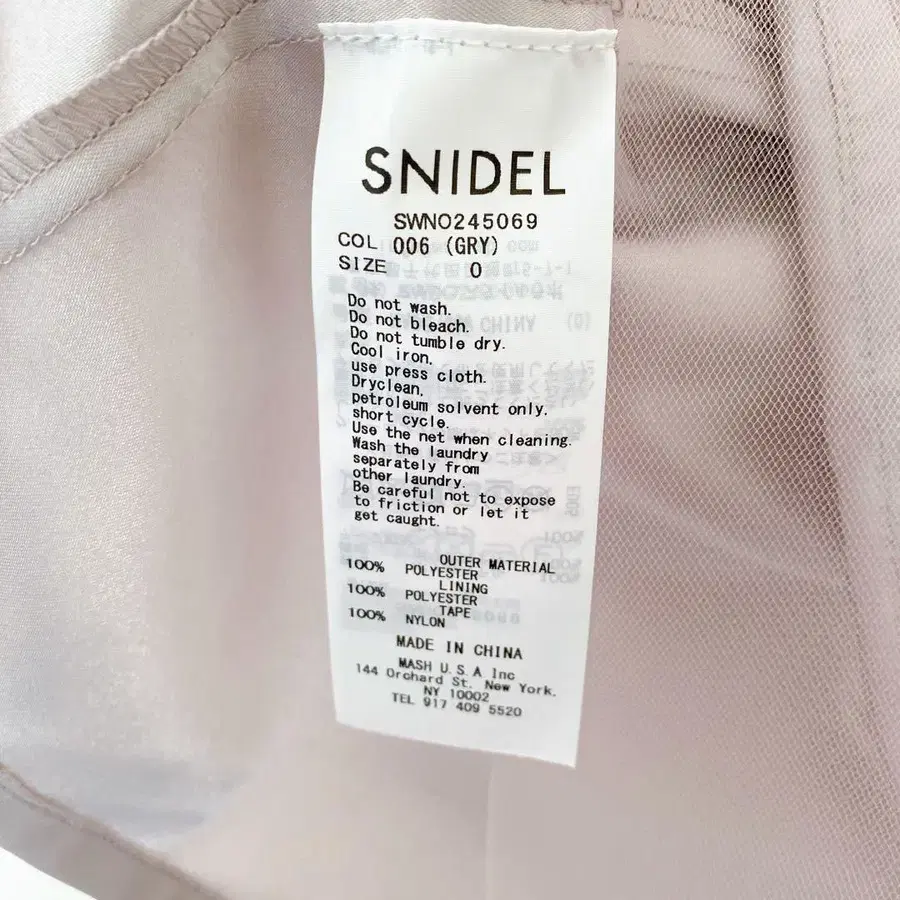 SNIDEL
SWNO245069
COL 006 (GRY)
SIZE 0
Do not wash.
Do not bleach.
Do not tumble dry.
Cool iron,
use press cloth.
Dryclean,
petroleum solvent only.
short cycle.
Use the net when cleaning.
Wash the laundry
separately from
other laundry.
Be careful not to expose
to friction or let it
get caught.
OUTER MATERIAL
100% POLYESTER
LINING
100% POLYESTER
TAPE
100% NYLON
MADE IN CHINA
MASH U.S.A Inc
144 Orchard St. New York,
NY 10002
TEL 917 409 5520